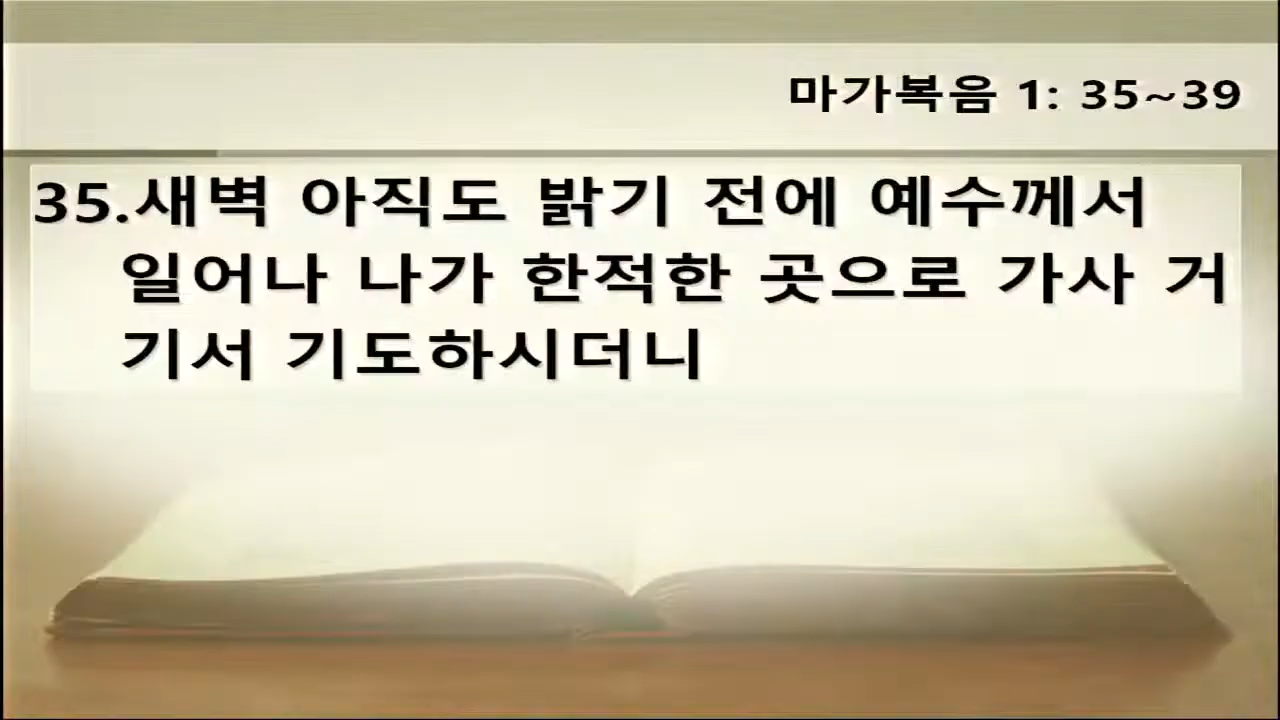 마가복음 1: 35~39
35.새벽 아직도 밝기 전에 예수께서
일어나 나가 한적한 곳으로 가사 거
기서 기도하시더니